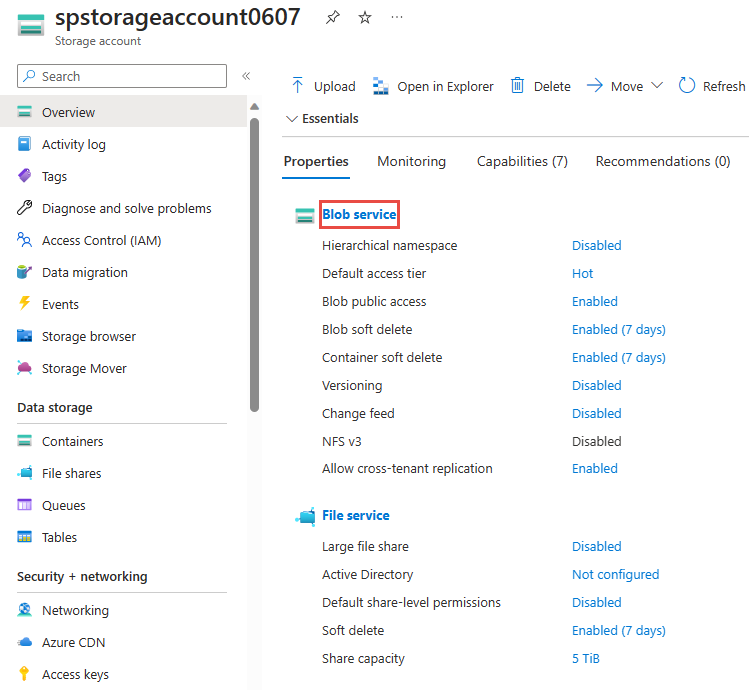 spstorageaccount0607
Storage account
Search
Overview
Activity log
Tags
Diagnose and solve problems
Access Control (IAM)
Data migration
Events
Storage browser
Storage Mover
Data storage
Containers
File shares
Queues
Tables
Security + networking
Networking
Azure CDN
Access keys
Upload
Open in Explorer
Delete
Move
Refresh
Essentials
Properties
Monitoring
Capabilities (7)
Recommendations (0)
Blob service
Hierarchical namespace Disabled
Default access tier Hot
Blob public access Enabled
Blob soft delete Enabled (7 days)
Container soft delete Enabled (7 days)
Versioning Disabled
Change feed Disabled
NFS v3 Disabled
Allow cross-tenant replication Enabled
File service
Large file share Disabled
Active Directory Not configured
Default share-level permissions Disabled
Soft delete Enabled (7 days)
Share capacity 5 TiB